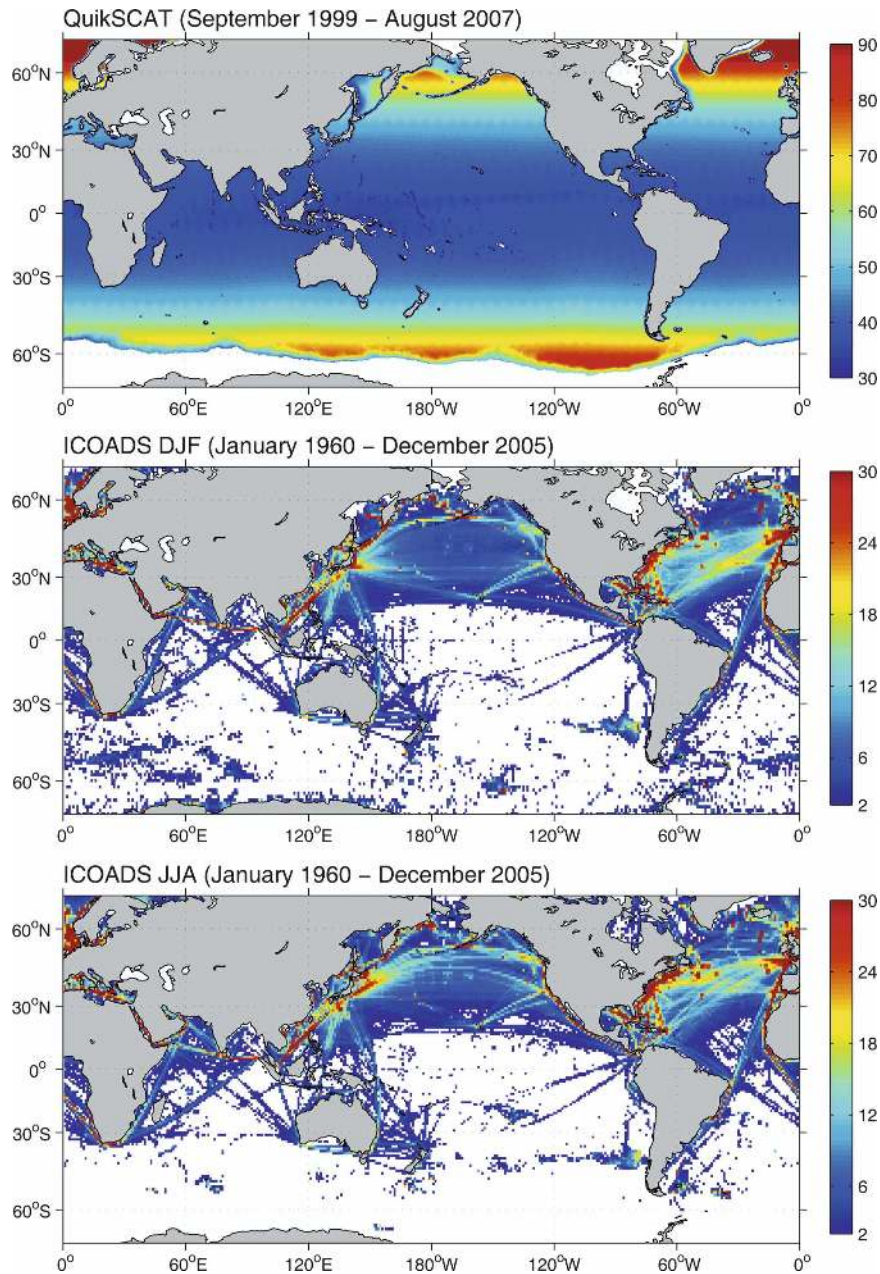 QuikSCAT (September 1999 – August 2007)
60°N
30°N
0°
30°S
60°S
0°
60°E
120°E
180°W
120°W
60°W
0°
90
80
70
60
50
40
30
ICOADS DJF (January 1960 – December 2005)
60°N
30°N
0°
30°S
60°S
0°
60°E
120°E
180°W
120°W
60°W
0°
30
24
18
12
6
2
ICOADS JJA (January 1960 – December 2005)
60°N
30°N
0°
30°S
60°S
0°
60°E
120°E
180°W
120°W
60°W
0°
30
24
18
12
6
2